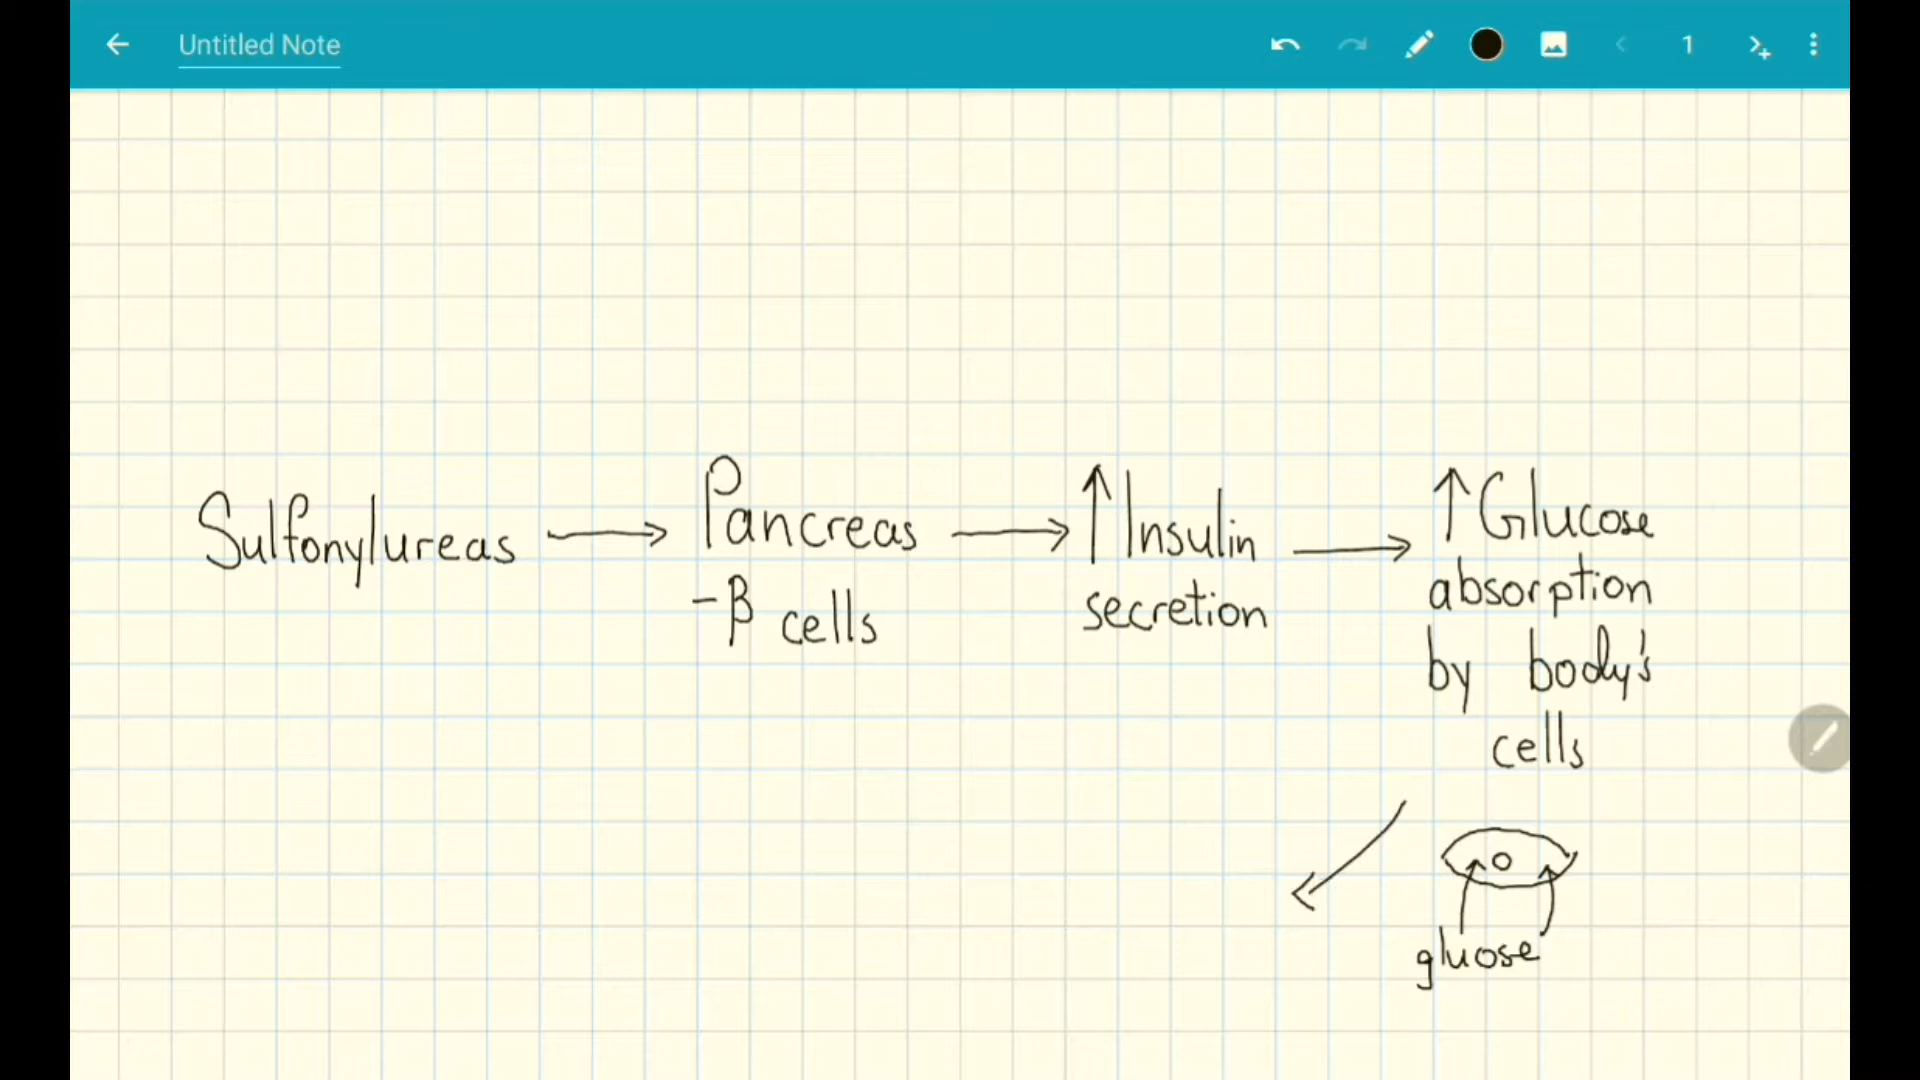 Untitled Note
1
Sulfonylureas → Pancreas → ↑ Insulin → ↑ Glucose
- β cells
secretion
absorption
by body's
cells
gluose